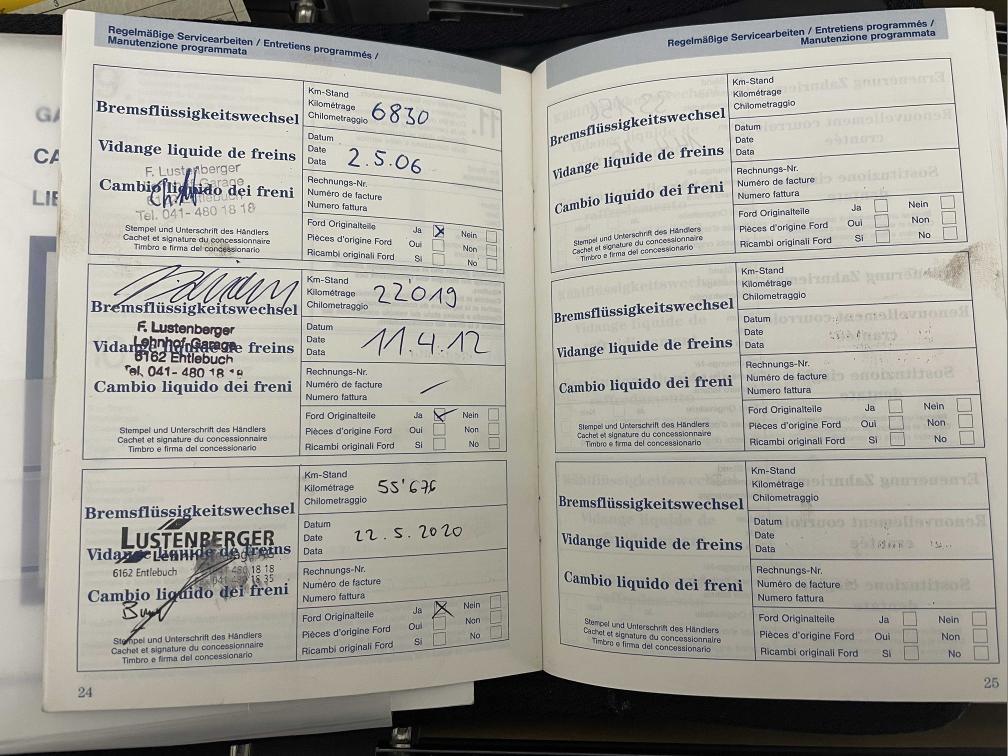 GA
CA
LIE
Regelmäßige Servicearbeiten / Entretiens programmés /
Manutenzione programmata
Bremsflüssigkeitswechsel
Vidange liquide de freins
Cambio liquido dei freni
F. Lustenberger
Garage
Entlebuch
Tel. 041- 480 18 18
Stempel und Unterschrift des Händlers
Cachet et signature du concessionnaire
Timbro e firma del concessionario
Km-Stand
Kilométrage
Chilometraggio 6830
Datum
Date
Data 2.5.06
Rechnungs-Nr.
Numéro de facture
Numero fattura
Ford Originalteile Ja Nein
Pièces d'origine Ford Oui Non
Ricambi originali Ford Si No
Bremsflüssigkeitswechsel
Vidange liquide de freins
Cambio liquido dei freni
F. Lustenberger
Lehnhof-Garage
6162 Entlebuch
Tel. 041- 480 18 18
Stempel und Unterschrift des Händlers
Cachet et signature du concessionnaire
Timbro e firma del concessionario
Km-Stand
Kilométrage
Chilometraggio 22'019
Datum
Date
Data 11.4.12
Rechnungs-Nr.
Numéro de facture
Numero fattura
Ford Originalteile Ja Nein
Pièces d'origine Ford Oui Non
Ricambi originali Ford Si No
Bremsflüssigkeitswechsel
Vidange liquide de freins
Cambio liquido dei freni
LUSTENBERGER
6162 Entlebuch
Stempel und Unterschrift des Händlers
Cachet et signature du concessionnaire
Timbro e firma del concessionario
Km-Stand
Kilométrage
Chilometraggio 55'676
Datum
Date
Data 22.5.2020
Rechnungs-Nr.
Numéro de facture
Numero fattura
Ford Originalteile Ja Nein
Pièces d'origine Ford Oui Non
Ricambi originali Ford Si No
24
Regelmäßige Servicearbeiten / Entretiens programmés /
Manutenzione programmata
Bremsflüssigkeitswechsel
Vidange liquide de freins
Cambio liquido dei freni
Stempel und Unterschrift des Händlers
Cachet et signature du concessionnaire
Timbro e firma del concessionario
Km-Stand
Kilométrage
Chilometraggio
Datum
Date
Data
Rechnungs-Nr.
Numéro de facture
Numero fattura
Ford Originalteile Ja Nein
Pièces d'origine Ford Oui Non
Ricambi originali Ford Si No
Bremsflüssigkeitswechsel
Vidange liquide de freins
Cambio liquido dei freni
Stempel und Unterschrift des Händlers
Cachet et signature du concessionnaire
Timbro e firma del concessionario
Km-Stand
Kilométrage
Chilometraggio
Datum
Date
Data
Rechnungs-Nr.
Numéro de facture
Numero fattura
Ford Originalteile Ja Nein
Pièces d'origine Ford Oui Non
Ricambi originali Ford Si No
Bremsflüssigkeitswechsel
Vidange liquide de freins
Cambio liquido dei freni
Stempel und Unterschrift des Händlers
Cachet et signature du concessionnaire
Timbro e firma del concessionario
Km-Stand
Kilométrage
Chilometraggio
Datum
Date
Data
Rechnungs-Nr.
Numéro de facture
Numero fattura
Ford Originalteile Ja Nein
Pièces d'origine Ford Oui Non
Ricambi originali Ford Si No
25